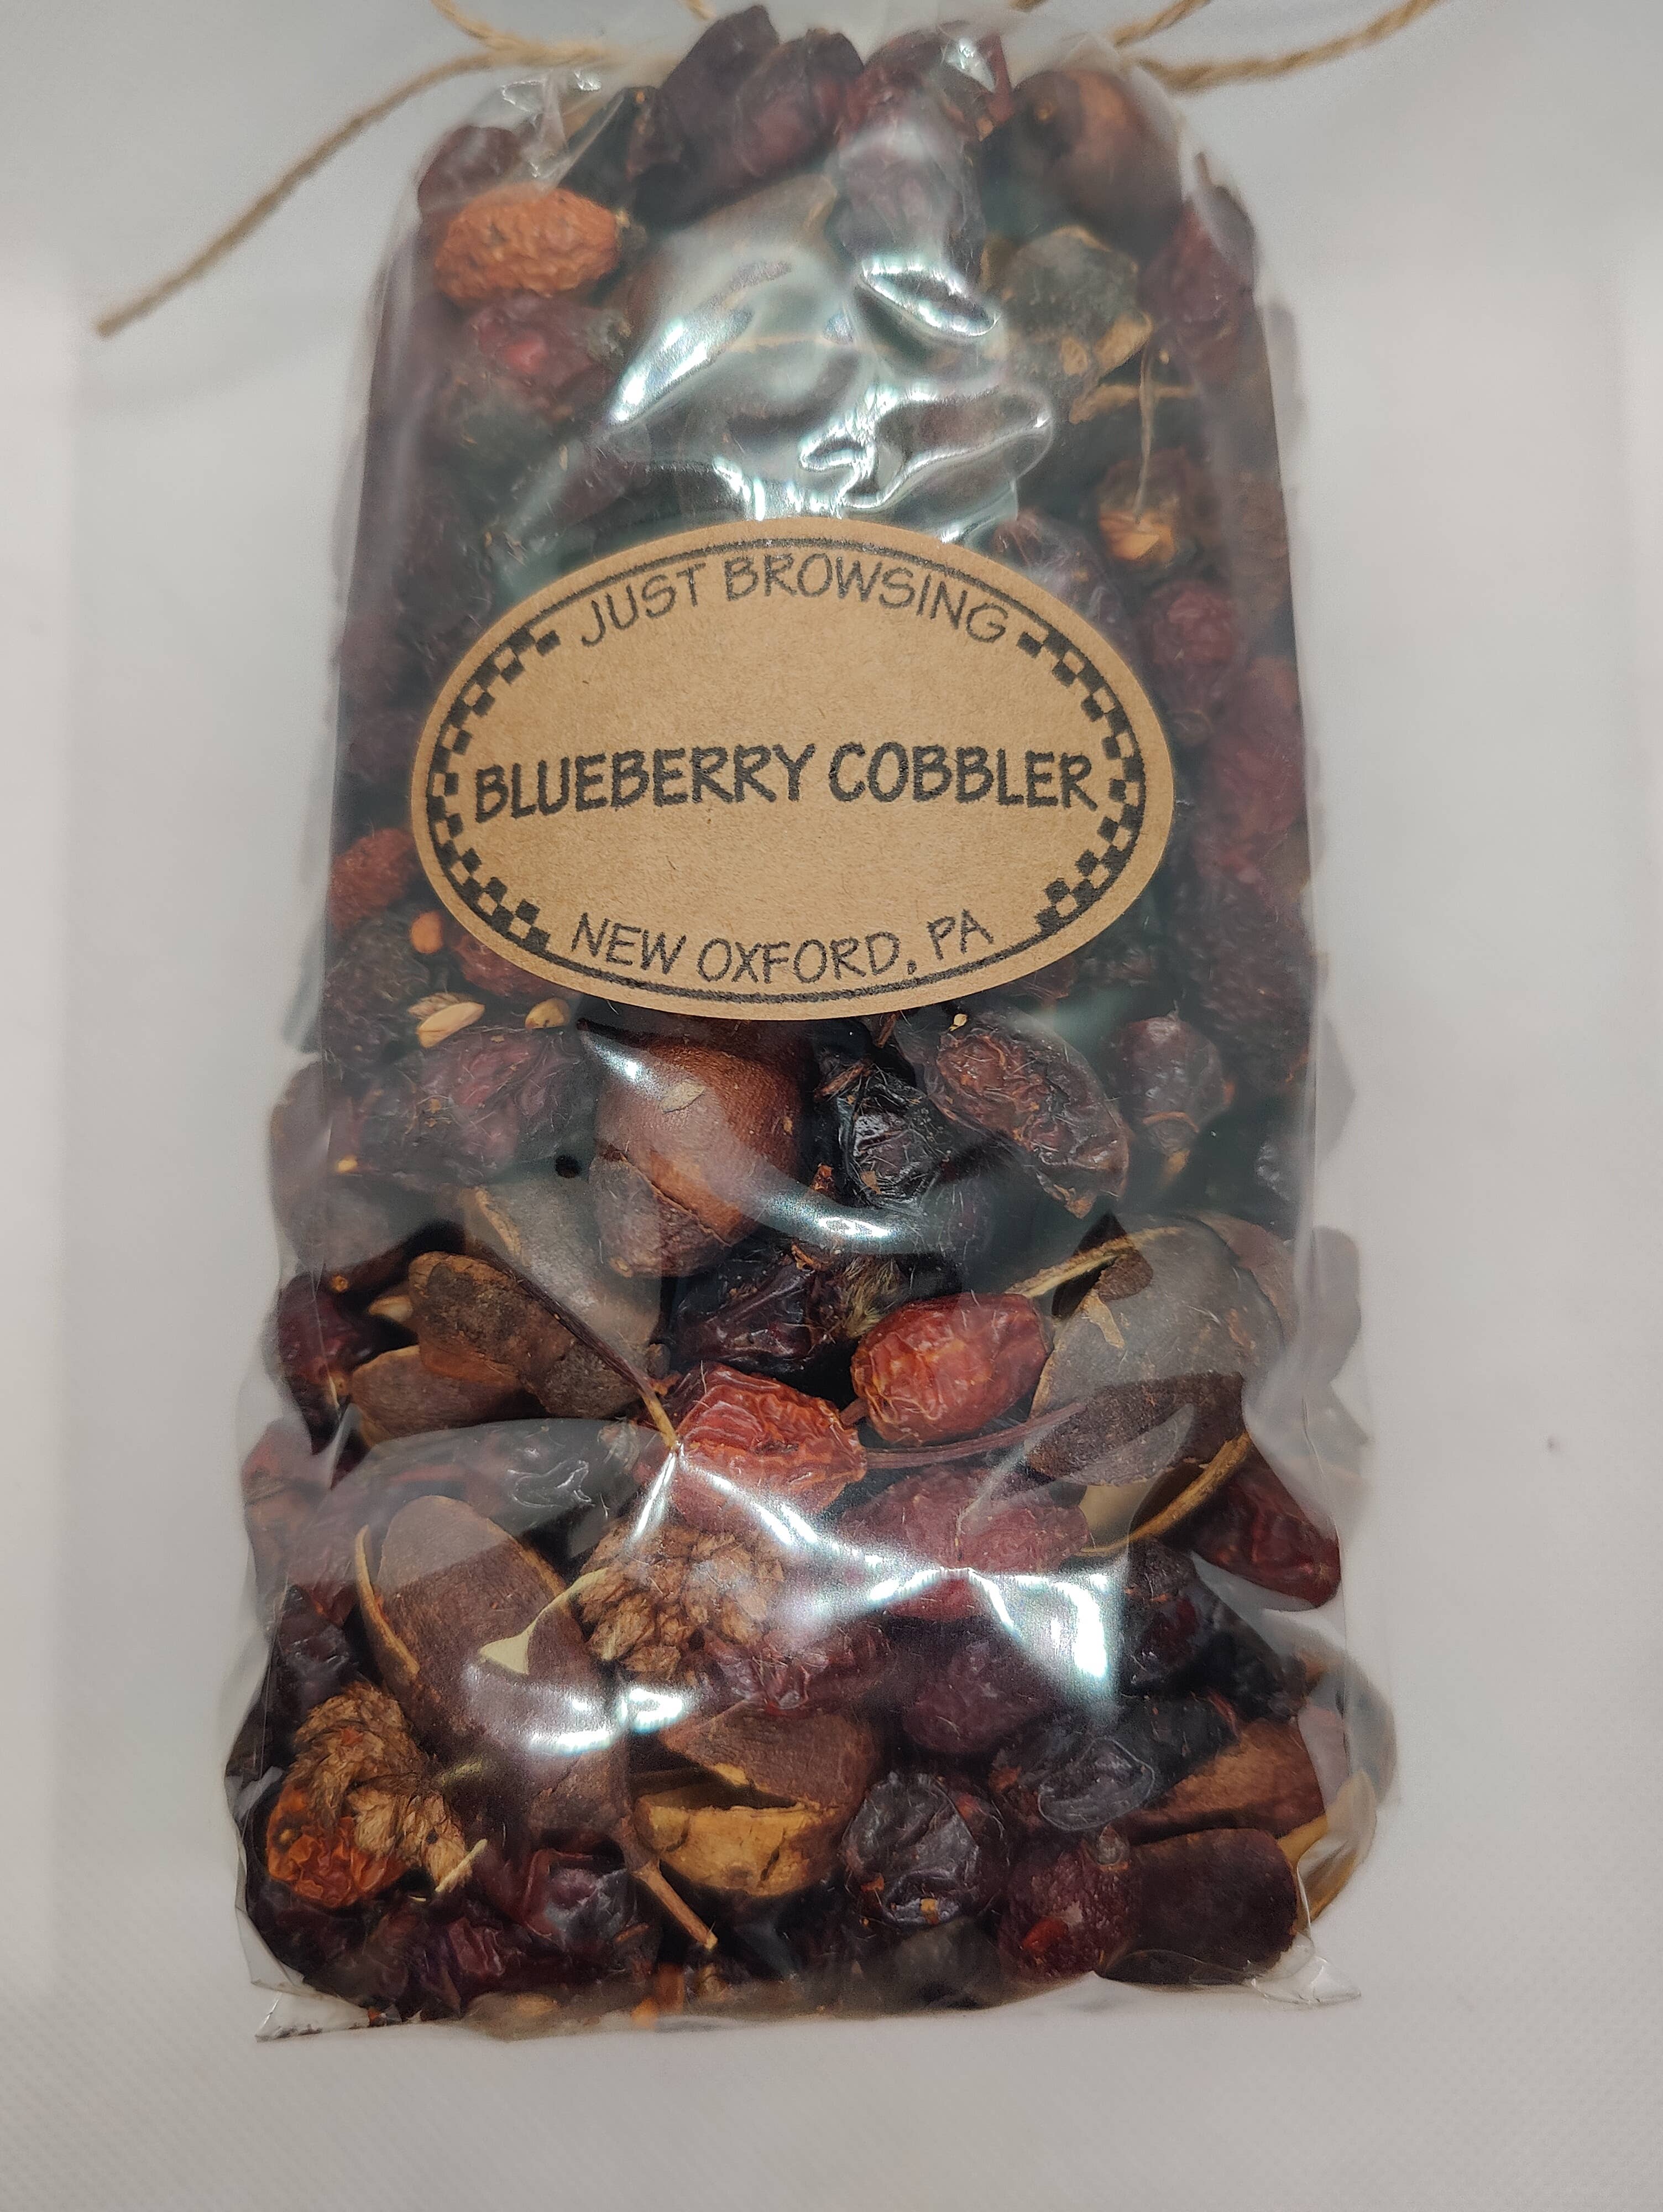 JUST BROWSING
BLUEBERRY COBBLER
NEW OXFORD, PA